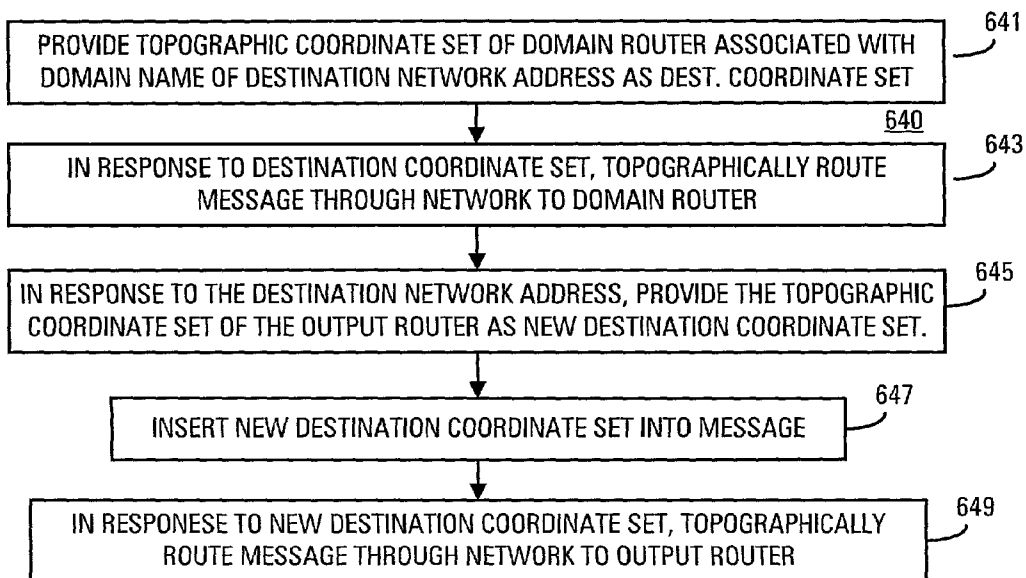 641
PROVIDE TOPOGRAPHIC COORDINATE SET OF DOMAIN ROUTER ASSOCIATED WITH
DOMAIN NAME OF DESTINATION NETWORK ADDRESS AS DEST. COORDINATE SET
640
643
IN RESPONSE TO DESTINATION COORDINATE SET, TOPOGRAPHICALLY ROUTE
MESSAGE THROUGH NETWORK TO DOMAIN ROUTER
645
IN RESPONSE TO THE DESTINATION NETWORK ADDRESS, PROVIDE THE TOPOGRAPHIC
COORDINATE SET OF THE OUTPUT ROUTER AS NEW DESTINATION COORDINATE SET.
647
INSERT NEW DESTINATION COORDINATE SET INTO MESSAGE
649
IN RESPONESE TO NEW DESTINATION COORDINATE SET, TOPOGRAPHICALLY
ROUTE MESSAGE THROUGH NETWORK TO OUTPUT ROUTER